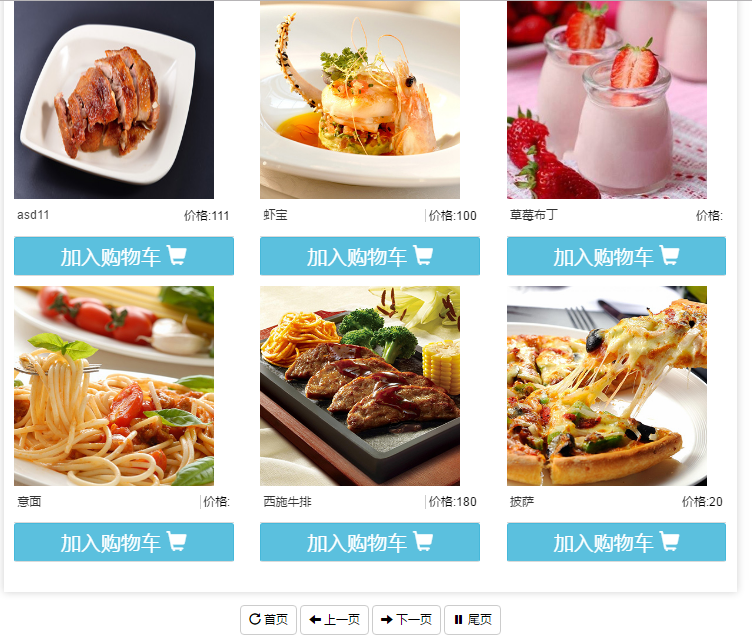 asd11 价格:111 虾宝 价格:100 草莓布丁 价格:
加入购物车 加入购物车 加入购物车
意面 价格: 西施牛排 价格:180 披萨 价格:20
加入购物车 加入购物车 加入购物车
首页 上一页 下一页 尾页